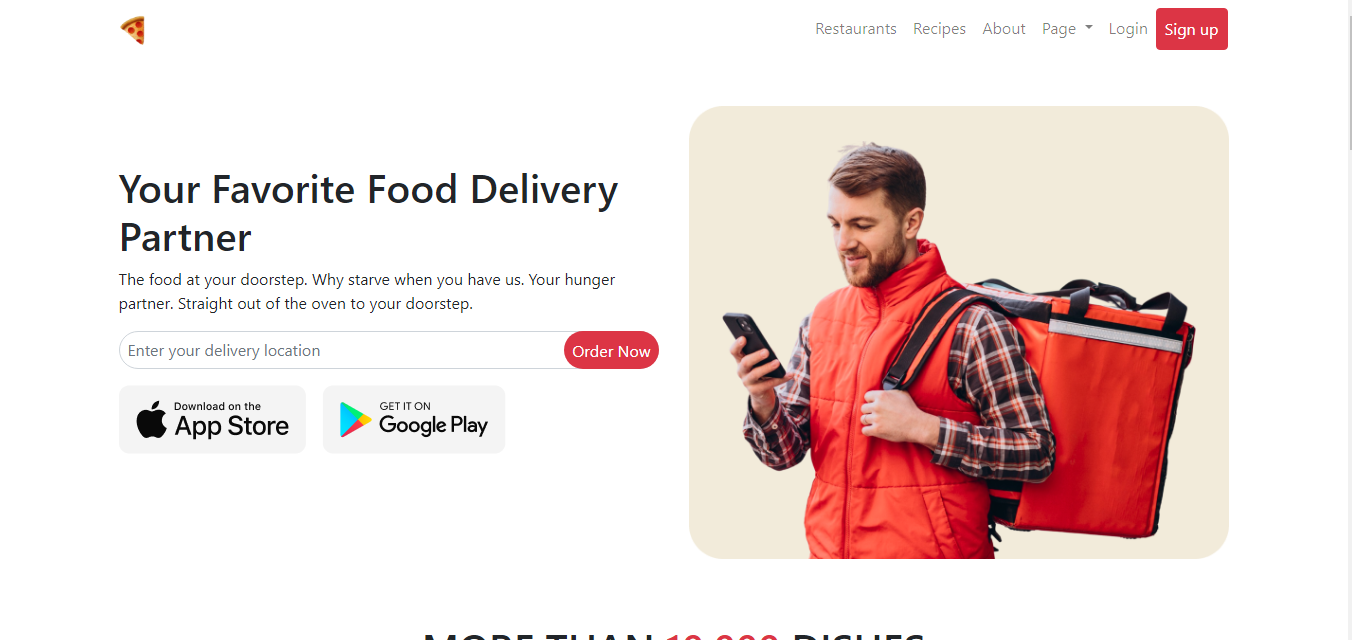 Restaurants Recipes About Page Login Sign up
Your Favorite Food Delivery
Partner
The food at your doorstep. Why starve when you have us. Your hunger
partner. Straight out of the oven to your doorstep.
Enter your delivery location Order Now
Download on the
App Store
GET IT ON
Google Play
MORE THAN 10,000 DISHES